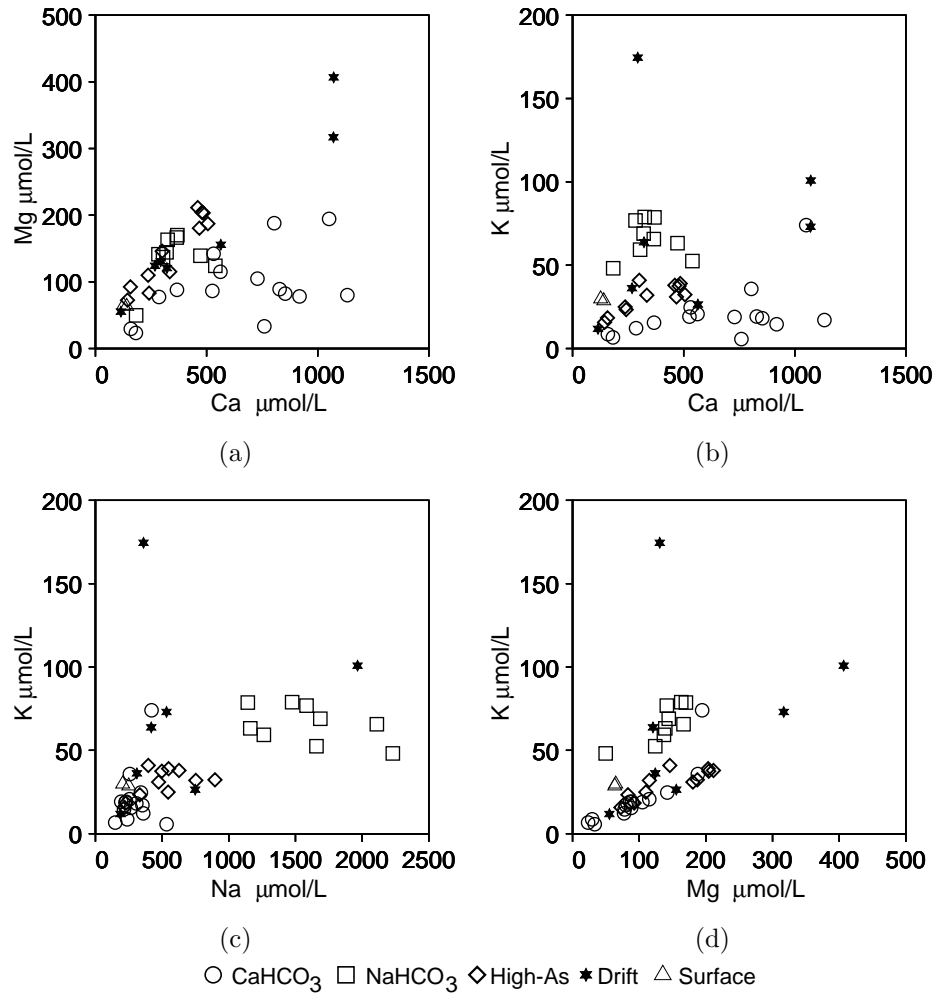 500
400
300
200
100
0
Mg μmol/L
0 500 1000 1500
Ca μmol/L
(a)
200
150
100
50
0
K μmol/L
0 500 1000 1500
Ca μmol/L
(b)
200
150
100
50
0
K μmol/L
0 500 1000 1500 2000 2500
Na μmol/L
(c)
200
150
100
50
0
K μmol/L
0 100 200 300 400 500
Mg μmol/L
(d)
CaHCO3 NaHCO3 High-As Drift Surface